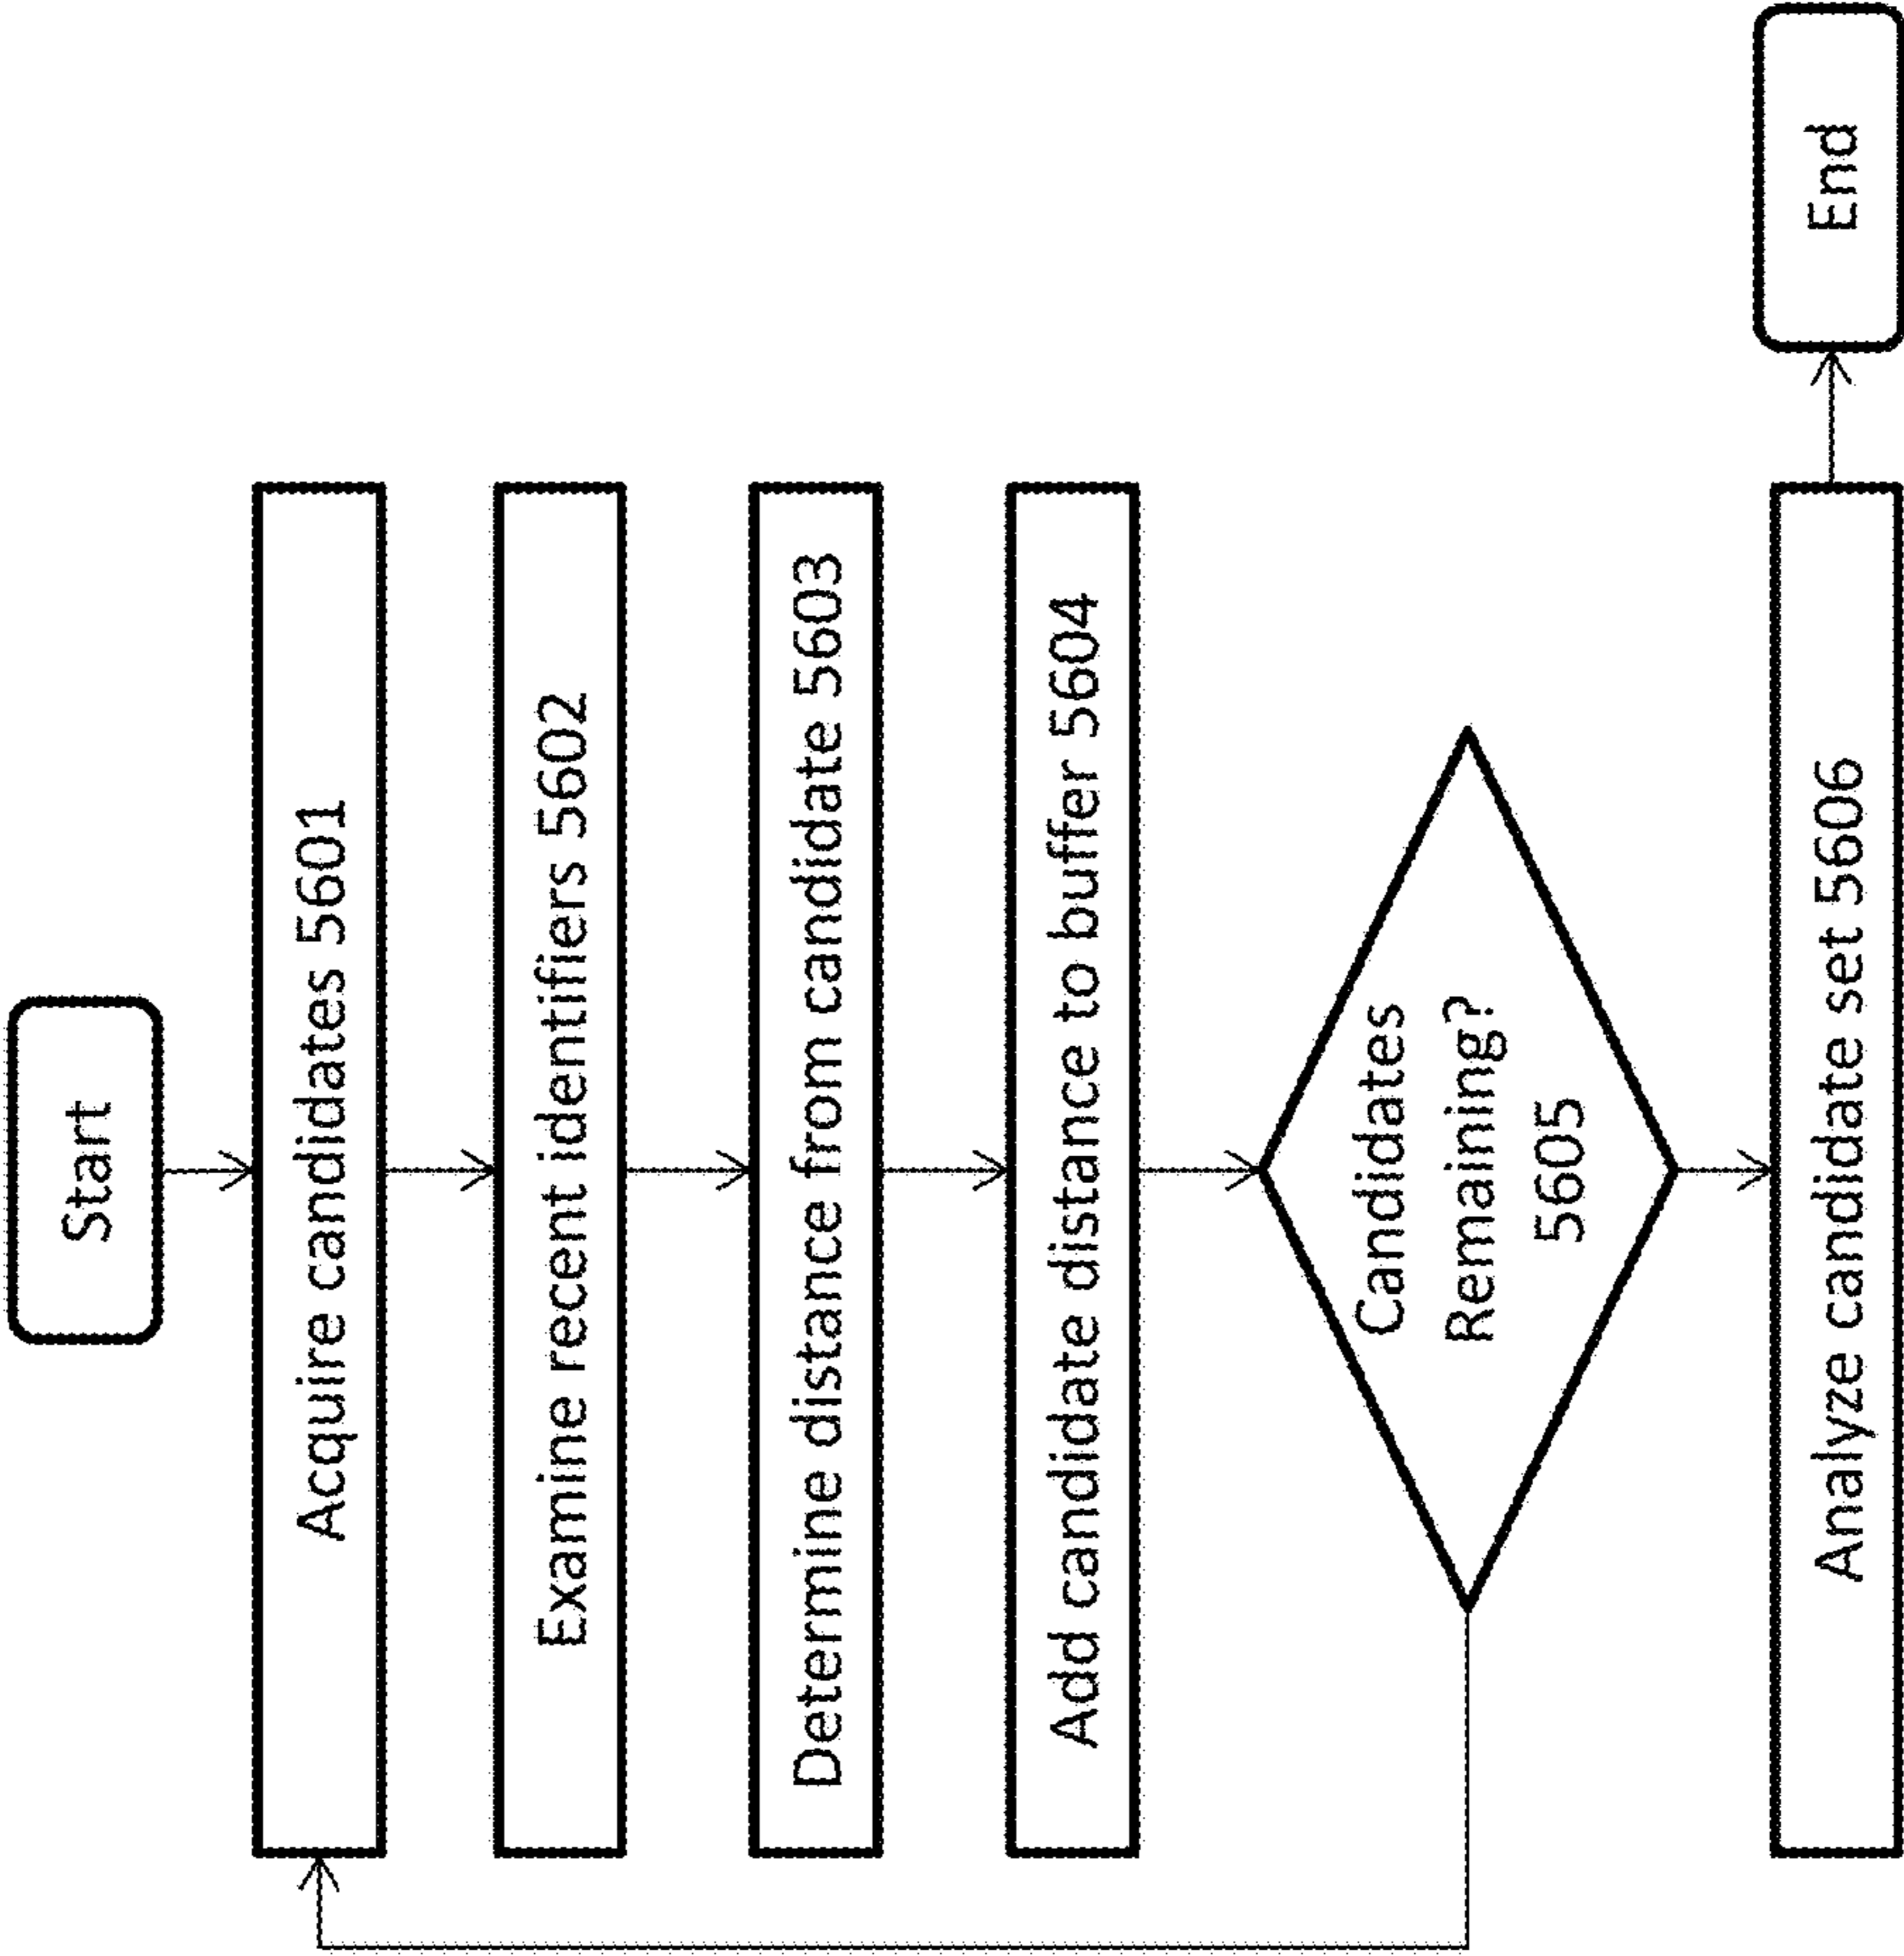 Start
Acquire candidates 5601
Examine recent identifiers 5602
Determine distance from candidate 5603
Add candidate distance to buffer 5604
Candidates
Remaining?
5605
Analyze candidate set 5606
End